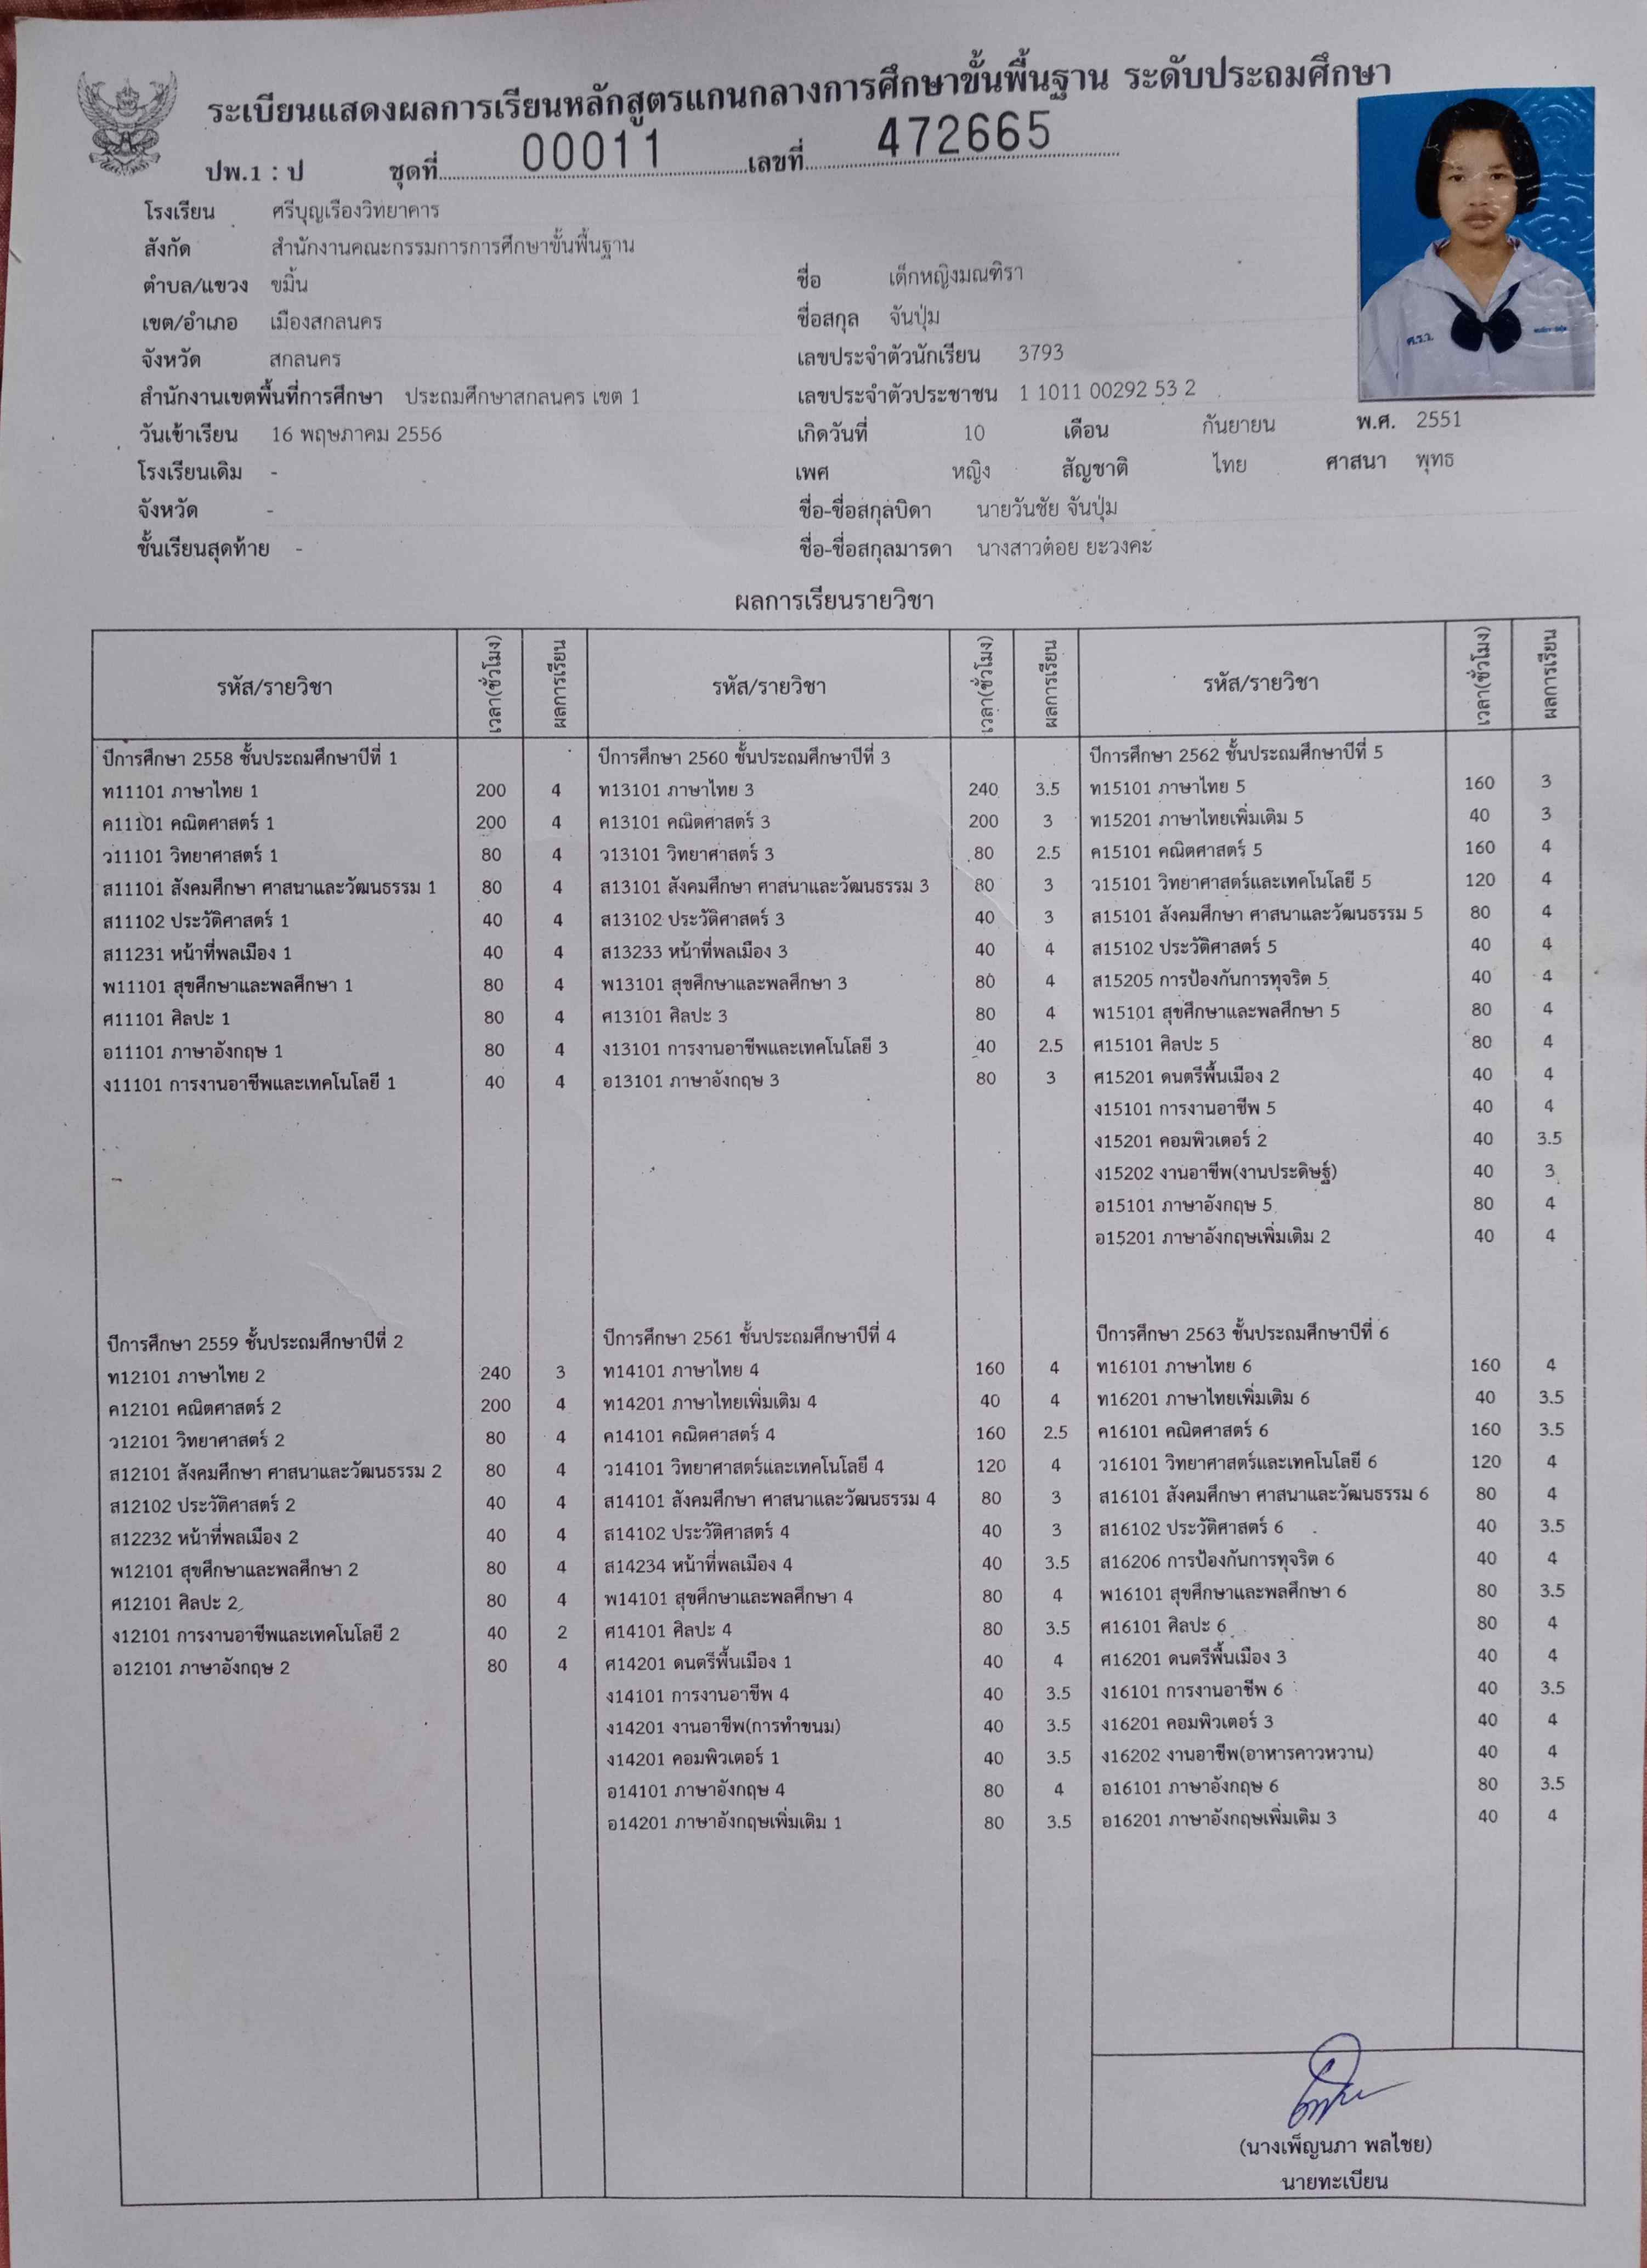 ระเบียนแสดงผลการเรียนหลักสูตรแกนกลางการศึกษาขั้นพื้นฐาน ระดับประถมศึกษา
ปพ.1 : ป ชุดที่ 00011 เลขที่ 472665
โรงเรียน ศรีบุญเรืองวิทยาคาร
สังกัด สำนักงานคณะกรรมการการศึกษาขั้นพื้นฐาน
ตำบล/แขวง ขมิ้น
เขต/อำเภอ เมืองสกลนคร
จังหวัด สกลนคร
สำนักงานเขตพื้นที่การศึกษา ประถมศึกษาสกลนคร เขต 1
วันเข้าเรียน 16 พฤษภาคม 2556
โรงเรียนเดิม -
จังหวัด -
ชั้นเรียนสุดท้าย -
ชื่อ เด็กหญิงมณฑิรา
ชื่อสกุล จันปุ่ม
เลขประจำตัวนักเรียน 3793
เลขประจำตัวประชาชน 1 1011 00292 53 2
เกิดวันที่ 10 เดือน กันยายน พ.ศ. 2551
เพศ หญิง สัญชาติ ไทย ศาสนา พุทธ
ชื่อ-ชื่อสกุลบิดา นายวันชัย จันปุ่ม
ชื่อ-ชื่อสกุลมารดา นางสาวต๋อย ยะวงคะ
ศ.ร.ว.
ผลการเรียนรายวิชา
รหัส/รายวิชา เวลา(ชั่วโมง) ผลการเรียน รหัส/รายวิชา เวลา(ชั่วโมง) ผลการเรียน รหัส/รายวิชา เวลา(ชั่วโมง) ผลการเรียน
ปีการศึกษา 2558 ชั้นประถมศึกษาปีที่ 1
ท11101 ภาษาไทย 1 200 4
ค11101 คณิตศาสตร์ 1 200 4
ว11101 วิทยาศาสตร์ 1 80 4
ส11101 สังคมศึกษา ศาสนาและวัฒนธรรม 1 80 4
ส11102 ประวัติศาสตร์ 1 40 4
ส11231 หน้าที่พลเมือง 1 40 4
พ11101 สุขศึกษาและพลศึกษา 1 80 4
ศ11101 ศิลปะ 1 80 4
อ11101 ภาษาอังกฤษ 1 80 4
ง11101 การงานอาชีพและเทคโนโลยี 1 40 4
ปีการศึกษา 2559 ชั้นประถมศึกษาปีที่ 2
ท12101 ภาษาไทย 2 240 3
ค12101 คณิตศาสตร์ 2 200 4
ว12101 วิทยาศาสตร์ 2 80 4
ส12101 สังคมศึกษา ศาสนาและวัฒนธรรม 2 80 4
ส12102 ประวัติศาสตร์ 2 40 4
ส12232 หน้าที่พลเมือง 2 40 4
พ12101 สุขศึกษาและพลศึกษา 2 80 4
ศ12101 ศิลปะ 2 80 4
ง12101 การงานอาชีพและเทคโนโลยี 2 40 2
อ12101 ภาษาอังกฤษ 2 80 4
ปีการศึกษา 2560 ชั้นประถมศึกษาปีที่ 3
ท13101 ภาษาไทย 3 240 3.5
ค13101 คณิตศาสตร์ 3 200 3
ว13101 วิทยาศาสตร์ 3 80 2.5
ส13101 สังคมศึกษา ศาสนาและวัฒนธรรม 3 80 3
ส13102 ประวัติศาสตร์ 3 40 3
ส13233 หน้าที่พลเมือง 3 40 4
พ13101 สุขศึกษาและพลศึกษา 3 80 4
ศ13101 ศิลปะ 3 80 4
ง13101 การงานอาชีพและเทคโนโลยี 3 40 2.5
อ13101 ภาษาอังกฤษ 3 80 3
ปีการศึกษา 2561 ชั้นประถมศึกษาปีที่ 4
ท14101 ภาษาไทย 4 160 4
ท14201 ภาษาไทยเพิ่มเติม 4 40 4
ค14101 คณิตศาสตร์ 4 160 2.5
ว14101 วิทยาศาสตร์และเทคโนโลยี 4 120 4
ส14101 สังคมศึกษา ศาสนาและวัฒนธรรม 4 80 3
ส14102 ประวัติศาสตร์ 4 40 3
ส14234 หน้าที่พลเมือง 4 40 3.5
พ14101 สุขศึกษาและพลศึกษา 4 80 4
ศ14101 ศิลปะ 4 80 3.5
ศ14201 ดนตรีพื้นเมือง 1 40 4
ง14101 การงานอาชีพ 4 40 3.5
ง14201 งานอาชีพ(การทำขนม) 40 3.5
ง14201 คอมพิวเตอร์ 1 40 3.5
อ14101 ภาษาอังกฤษ 4 80 4
อ14201 ภาษาอังกฤษเพิ่มเติม 1 80 3.5
ปีการศึกษา 2562 ชั้นประถมศึกษาปีที่ 5
ท15101 ภาษาไทย 5 160 3
ท15201 ภาษาไทยเพิ่มเติม 5 40 3
ค15101 คณิตศาสตร์ 5 160 4
ว15101 วิทยาศาสตร์และเทคโนโลยี 5 120 4
ส15101 สังคมศึกษา ศาสนาและวัฒนธรรม 5 80 4
ส15102 ประวัติศาสตร์ 5 40 4
ส15205 การป้องกันการทุจริต 5 40 4
พ15101 สุขศึกษาและพลศึกษา 5 80 4
ศ15101 ศิลปะ 5 80 4
ศ15201 ดนตรีพื้นเมือง 2 40 4
ง15101 การงานอาชีพ 5 40 4
ง15201 คอมพิวเตอร์ 2 40 3.5
ง15202 งานอาชีพ(งานประดิษฐ์) 40 3
อ15101 ภาษาอังกฤษ 5 80 4
อ15201 ภาษาอังกฤษเพิ่มเติม 2 40 4
ปีการศึกษา 2563 ชั้นประถมศึกษาปีที่ 6
ท16101 ภาษาไทย 6 160 4
ท16201 ภาษาไทยเพิ่มเติม 6 40 3.5
ค16101 คณิตศาสตร์ 6 160 3.5
ว16101 วิทยาศาสตร์และเทคโนโลยี 6 120 4
ส16101 สังคมศึกษา ศาสนาและวัฒนธรรม 6 80 4
ส16102 ประวัติศาสตร์ 6 40 3.5
ส16206 การป้องกันการทุจริต 6 40 4
พ16101 สุขศึกษาและพลศึกษา 6 80 3.5
ศ16101 ศิลปะ 6 80 4
ศ16201 ดนตรีพื้นเมือง 3 40 4
ง16101 การงานอาชีพ 6 40 3.5
ง16201 คอมพิวเตอร์ 3 40 4
ง16202 งานอาชีพ(อาหารคาวหวาน) 40 4
อ16101 ภาษาอังกฤษ 6 80 3.5
อ16201 ภาษาอังกฤษเพิ่มเติม 3 40 4
(นางเพ็ญนภา พลไชย)
นายทะเบียน